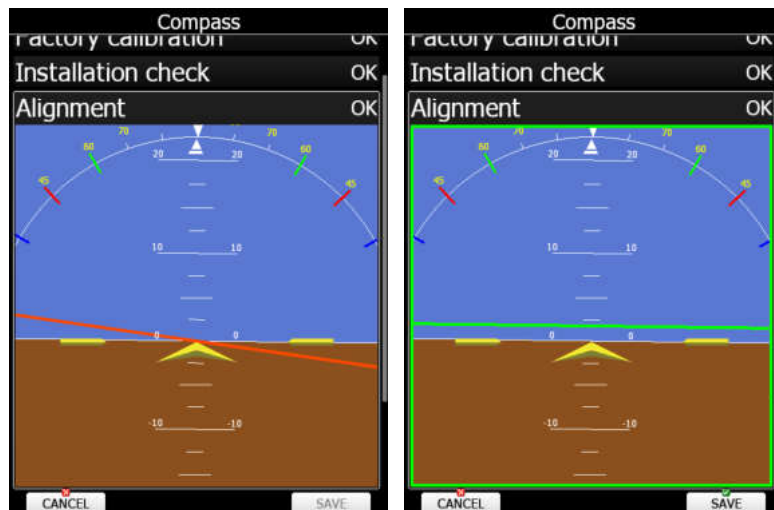 Compass
Factory Calibration OK
Installation check OK
Alignment OK
70 70
60 60
20 20
45 45
10 10
0 0
-10 -10
CANCEL SAVE
Compass
Factory Calibration OK
Installation check OK
Alignment OK
70 70
60 60
20 20
45 45
10 10
0 0
-10 -10
CANCEL SAVE